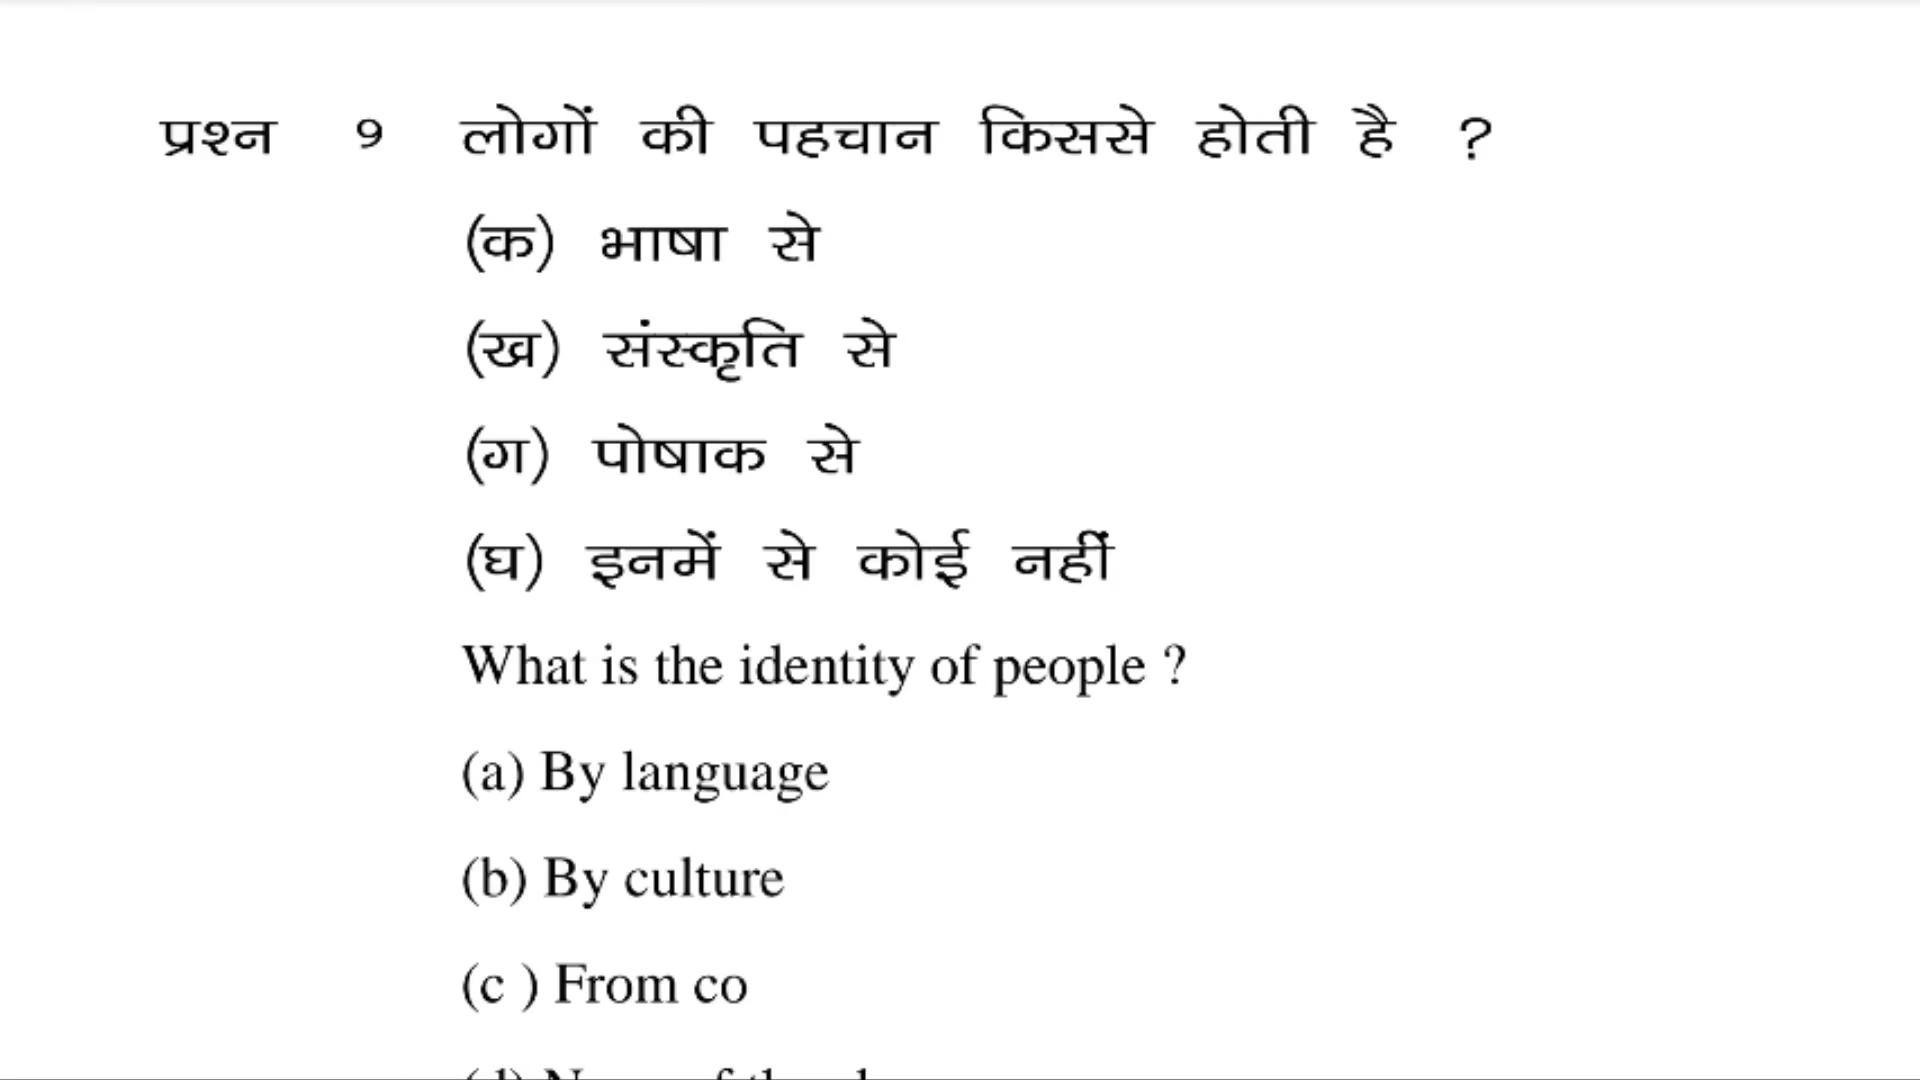 प्रश्न 9 लोगों की पहचान किससे होती है ?
(क) भाषा से
(ख) संस्कृति से
(ग) पोषाक से
(घ) इनमें से कोई नहीं
What is the identity of people ?
(a) By language
(b) By culture
(c ) From co